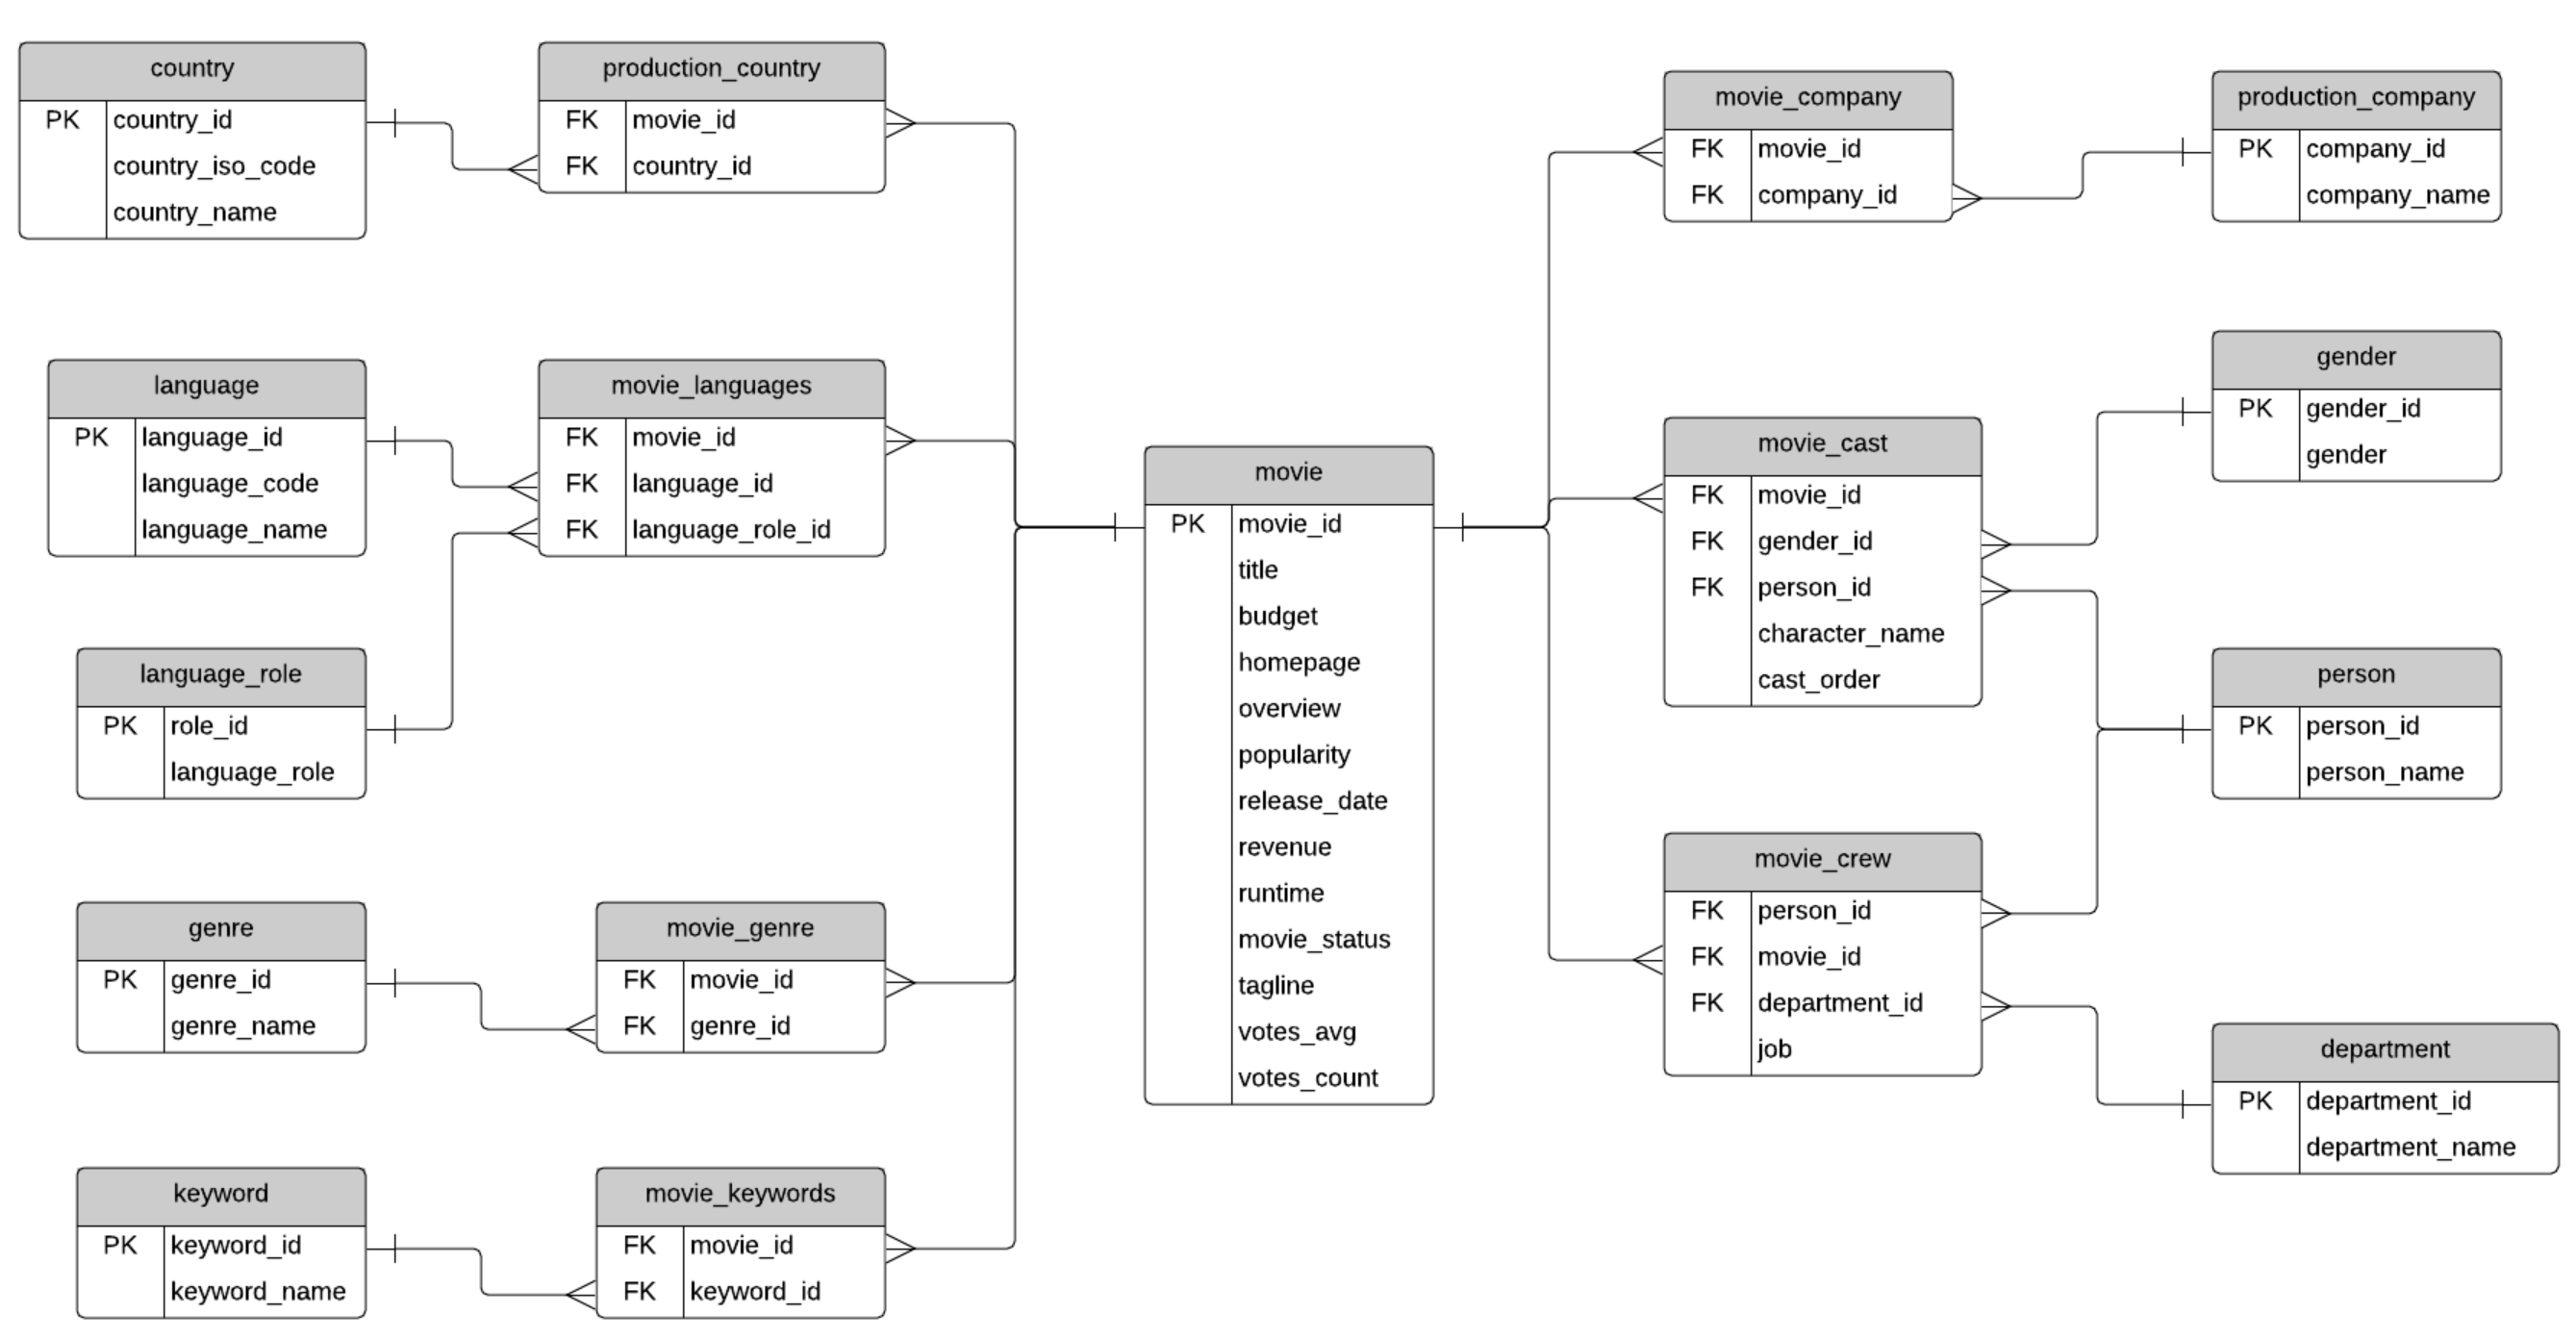 country
PK country_id
country_iso_code
country_name
production_country
FK movie_id
FK country_id
language
PK language_id
language_code
language_name
movie_languages
FK movie_id
FK language_id
FK language_role_id
language_role
PK role_id
language_role
genre
PK genre_id
genre_name
movie_genre
FK movie_id
FK genre_id
keyword
PK keyword_id
keyword_name
movie_keywords
FK movie_id
FK keyword_id
movie
PK movie_id
title
budget
homepage
overview
popularity
release_date
revenue
runtime
movie_status
tagline
votes_avg
votes_count
movie_company
FK movie_id
FK company_id
production_company
PK company_id
company_name
movie_cast
FK movie_id
FK gender_id
FK person_id
character_name
cast_order
gender
PK gender_id
gender
person
PK person_id
person_name
movie_crew
FK person_id
FK movie_id
FK department_id
job
department
PK department_id
department_name